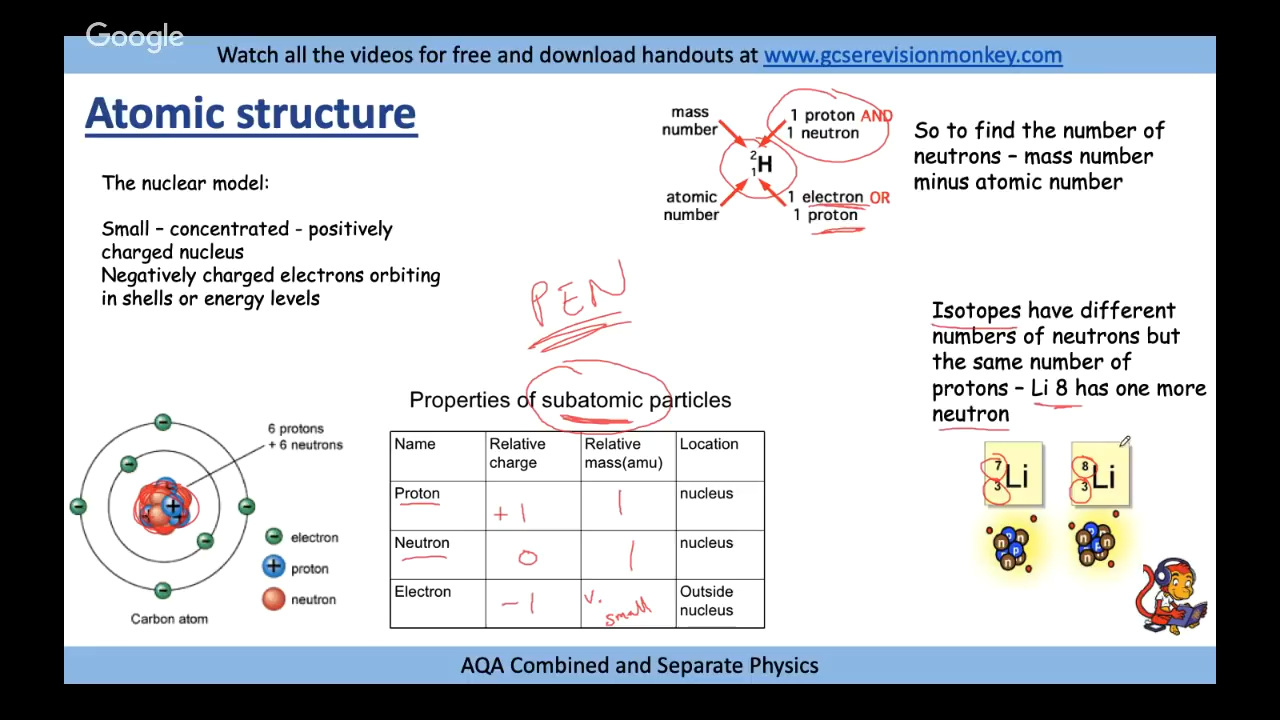 Google
Watch all the videos for free and download handouts at www.gcserevisionmonkey.com
Atomic structure
The nuclear model:
Small – concentrated - positively
charged nucleus
Negatively charged electrons orbiting
in shells or energy levels
mass
number
1 proton AND
1 neutron
2
1
H
atomic
number
1 electron OR
1 proton
So to find the number of
neutrons – mass number
minus atomic number
PEN
Isotopes have different
numbers of neutrons but
the same number of
protons – Li 8 has one more
neutron
7
3
Li
8
3
Li
n
n
p
p
n
n
n
p
n
n
6 protons
+ 6 neutrons
electron
proton
neutron
Carbon atom
Properties of subatomic particles
Name Relative charge Relative mass(amu) Location
Proton +1 1 nucleus
Neutron 0 1 nucleus
Electron -1 v. small Outside nucleus
AQA Combined and Separate Physics